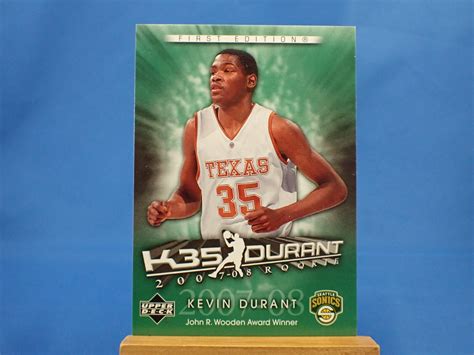 FIRST EDITION®
TEXAS
35
K35 DURANT
2007-08 ROOKIE
2007-08
KEVIN DURANT
John R. Wooden Award Winner
UPPER DECK
SEATTLE
SONICS